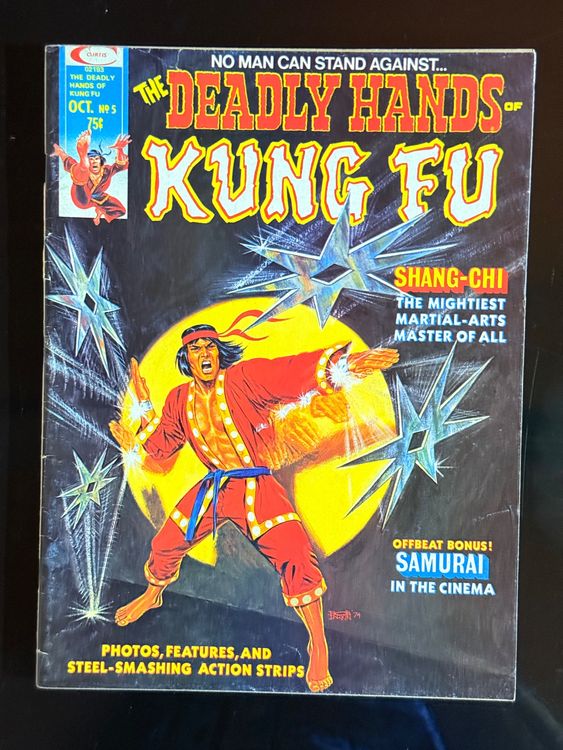 CURTIS
02193
THE DEADLY
HANDS OF
KUNG FU
OCT. Nº 5
75¢
NO MAN CAN STAND AGAINST...
THE DEADLY HANDS OF
KUNG FU
SHANG-CHI
THE MIGHTIEST
MARTIAL-ARTS
MASTER OF ALL
OFFBEAT BONUS!
SAMURAI
IN THE CINEMA
PHOTOS, FEATURES, AND
STEEL-SMASHING ACTION STRIPS